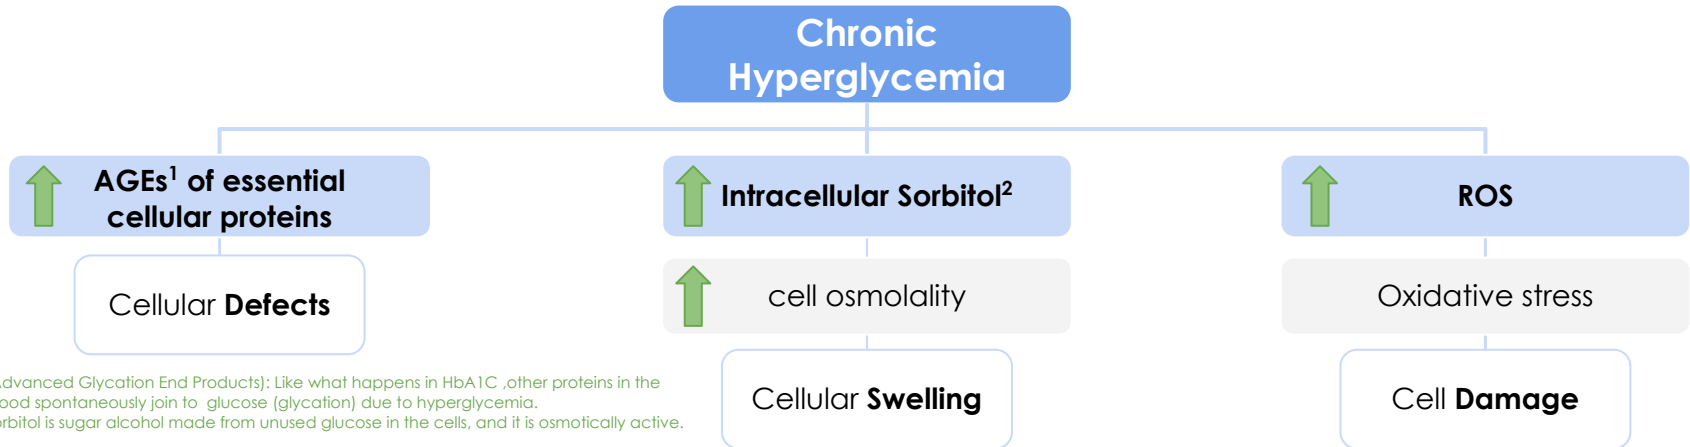 Chronic
Hyperglycemia
AGEs¹ of essential
cellular proteins
Cellular Defects
Intracellular Sorbitol²
cell osmolality
Cellular Swelling
ROS
Oxidative stress
Cell Damage
Advanced Glycation End Products): Like what happens in HbA1C ,other proteins in the
ood spontaneously join to glucose (glycation) due to hyperglycemia.
orbitol is sugar alcohol made from unused glucose in the cells, and it is osmotically active.